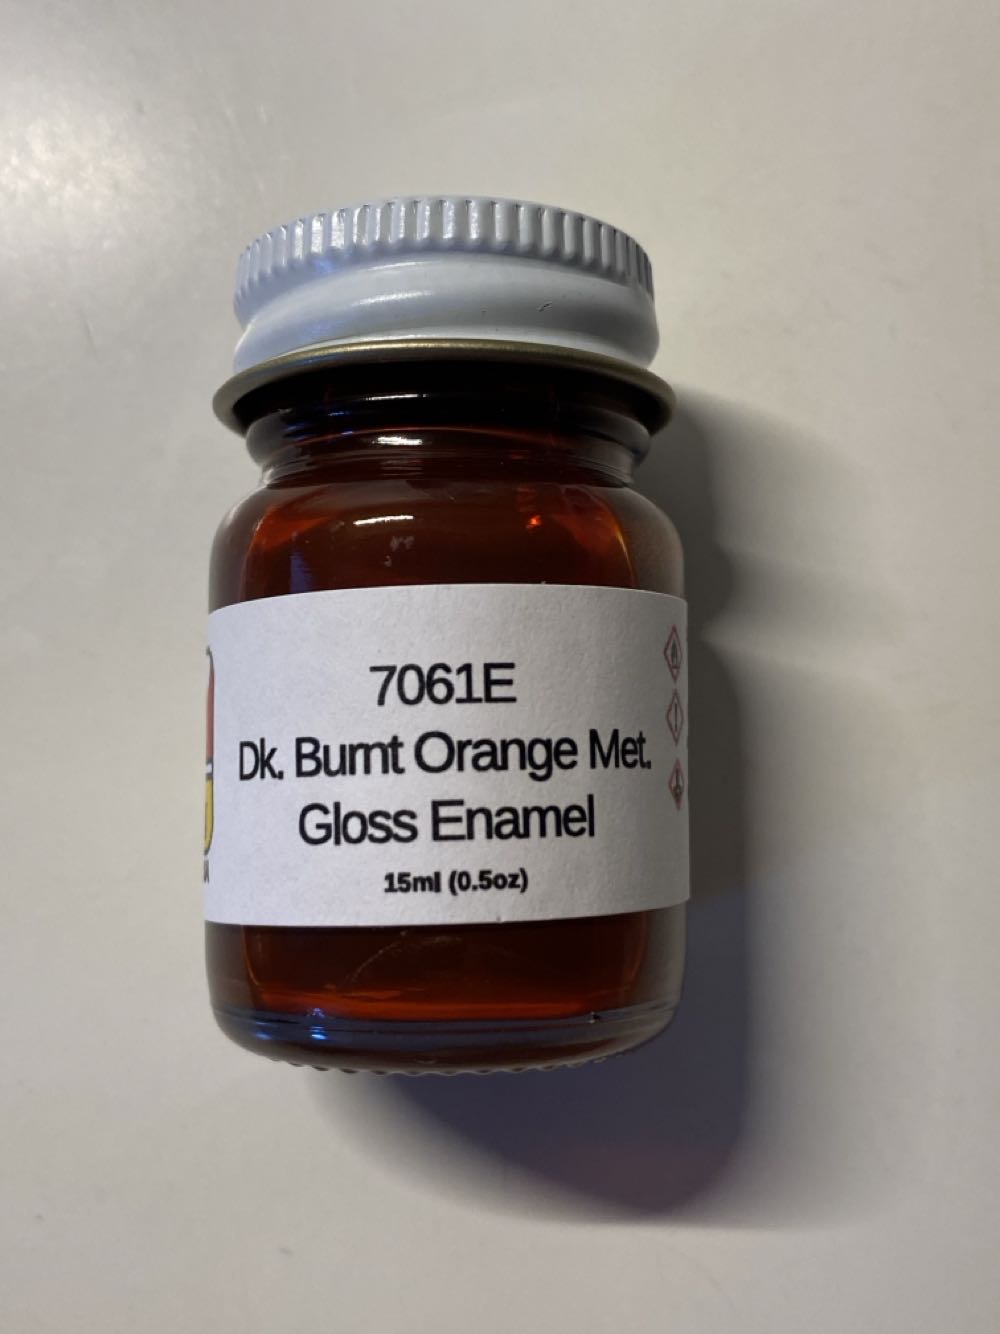 7061E
Dk. Burnt Orange Met.
Gloss Enamel
15ml (0.5oz)